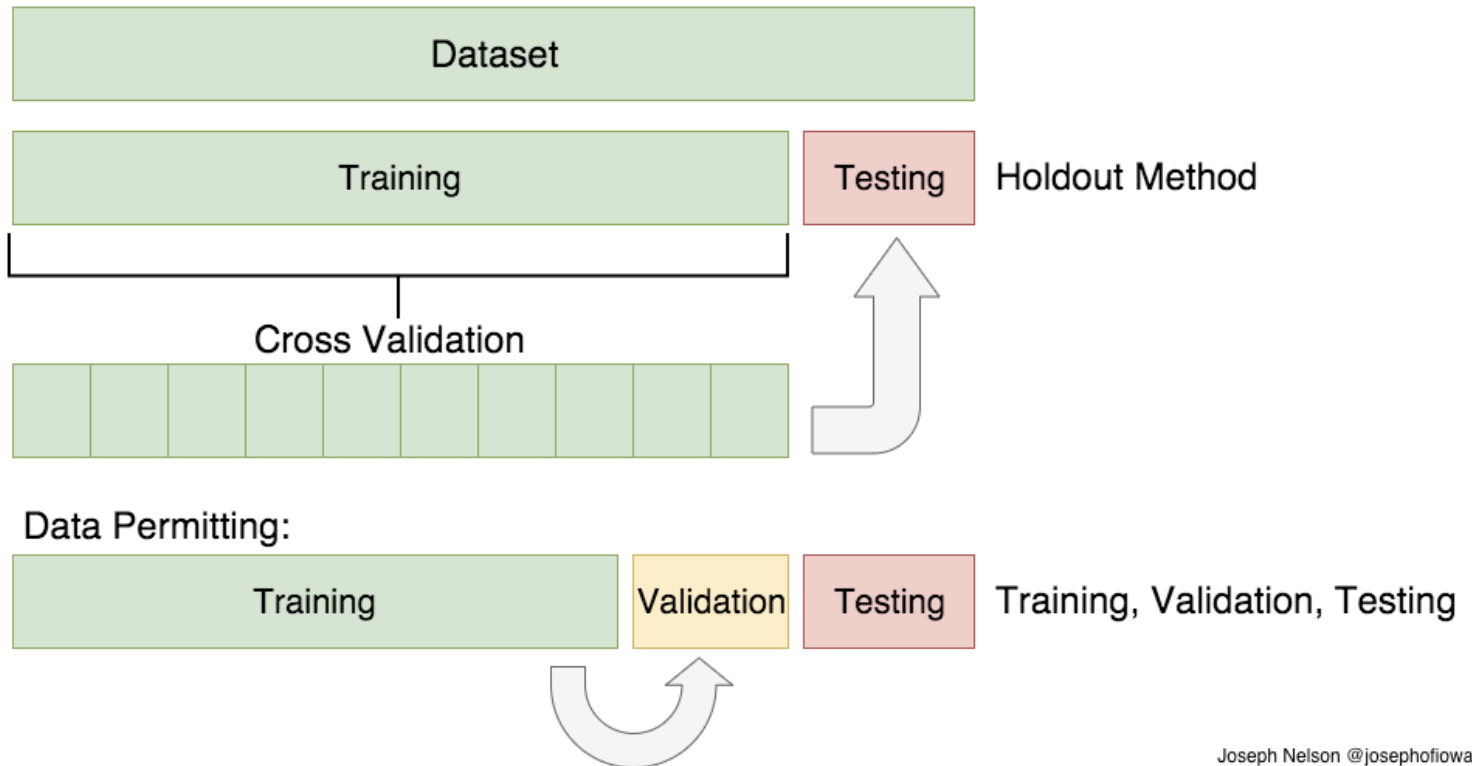 Dataset
Training
Testing
Holdout Method
Cross Validation
Data Permitting:
Training
Validation
Testing
Training, Validation, Testing
Joseph Nelson @josephofiowa